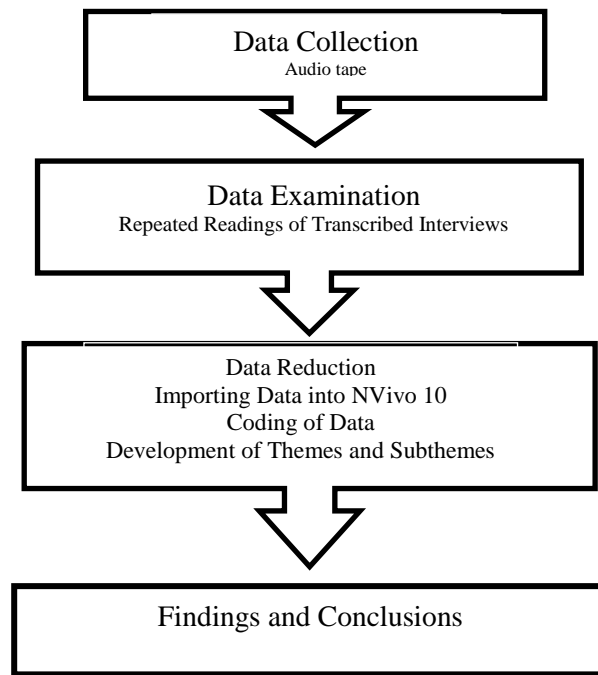 Data Collection
Audio tape
Data Examination
Repeated Readings of Transcribed Interviews
Data Reduction
Importing Data into NVivo 10
Coding of Data
Development of Themes and Subthemes
Findings and Conclusions